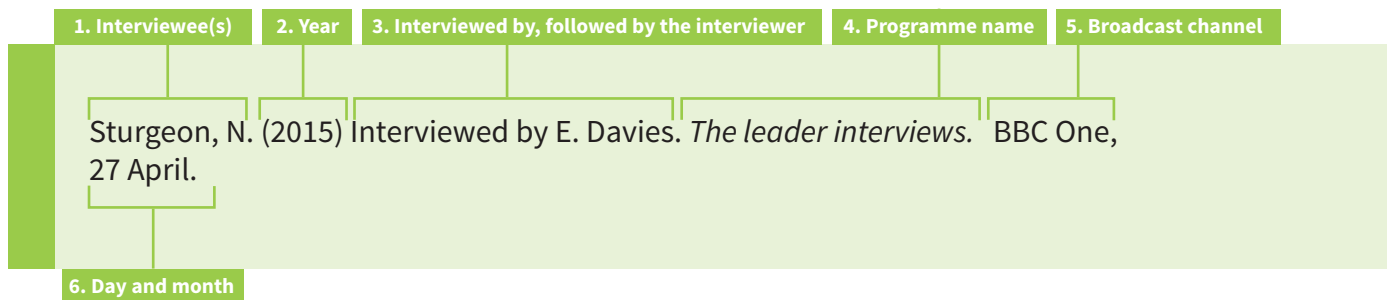 1. Interviewee(s) 2. Year 3. Interviewed by, followed by the interviewer 4. Programme name 5. Broadcast channel
Sturgeon, N. (2015) Interviewed by E. Davies. The leader interviews. BBC One,
27 April.
6. Day and month